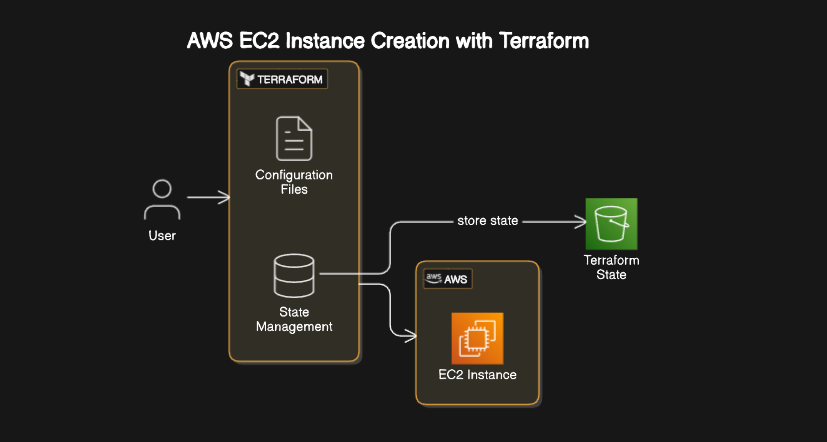 AWS EC2 Instance Creation with Terraform
TERRAFORM
Configuration
Files
User
store state
Terraform
State
State
Management
aws AWS
EC2 Instance